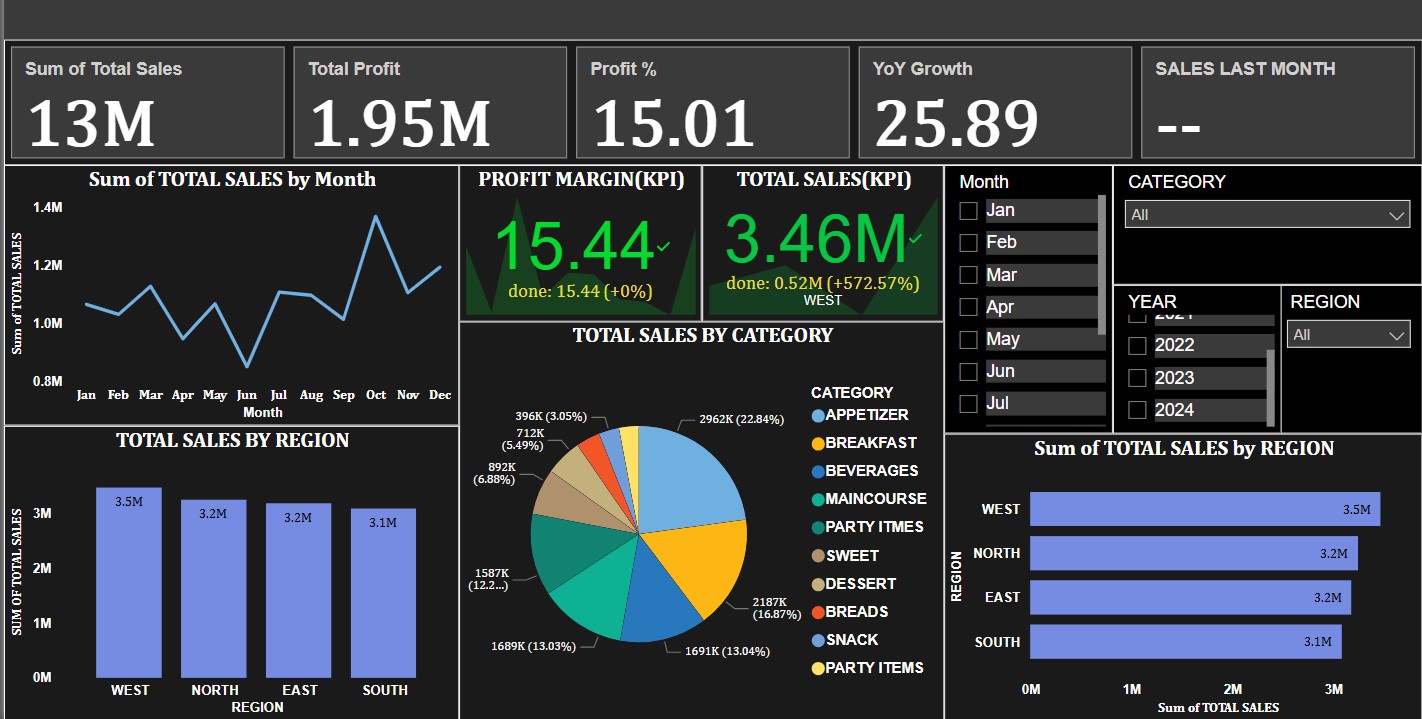 Sum of Total Sales
13M
Total Profit
1.95M
Profit %
15.01
YoY Growth
25.89
SALES LAST MONTH
--
Sum of TOTAL SALES by Month
Sum of TOTAL SALES
1.4M
1.2M
1.0M
0.8M
Jan Feb Mar Apr May Jun Jul Aug Sep Oct Nov Dec
Month
PROFIT MARGIN(KPI)
15.44
done: 15.44 (+0%)
TOTAL SALES(KPI)
3.46M
done: 0.52M (+572.57%)
WEST
Month
Jan
Feb
Mar
Apr
May
Jun
Jul
CATEGORY
All
YEAR
2021
2022
2023
2024
REGION
All
TOTAL SALES BY REGION
SUM OF TOTAL SALES
3M
2M
1M
0M
3.5M
3.2M
3.2M
3.1M
WEST NORTH EAST SOUTH
REGION
TOTAL SALES BY CATEGORY
396K (3.05%)
712K
(5.49%)
892K
(6.88%)
1587K
(12.2...)
1689K (13.03%)
1691K (13.04%)
2187K
(16.87%)
2962K (22.84%)
CATEGORY
APPETIZER
BREAKFAST
BEVERAGES
MAINCOURSE
PARTY ITMES
SWEET
DESSERT
BREADS
SNACK
PARTY ITEMS
Sum of TOTAL SALES by REGION
REGION
WEST 3.5M
NORTH 3.2M
EAST 3.2M
SOUTH 3.1M
0M 1M 2M 3M
Sum of TOTAL SALES